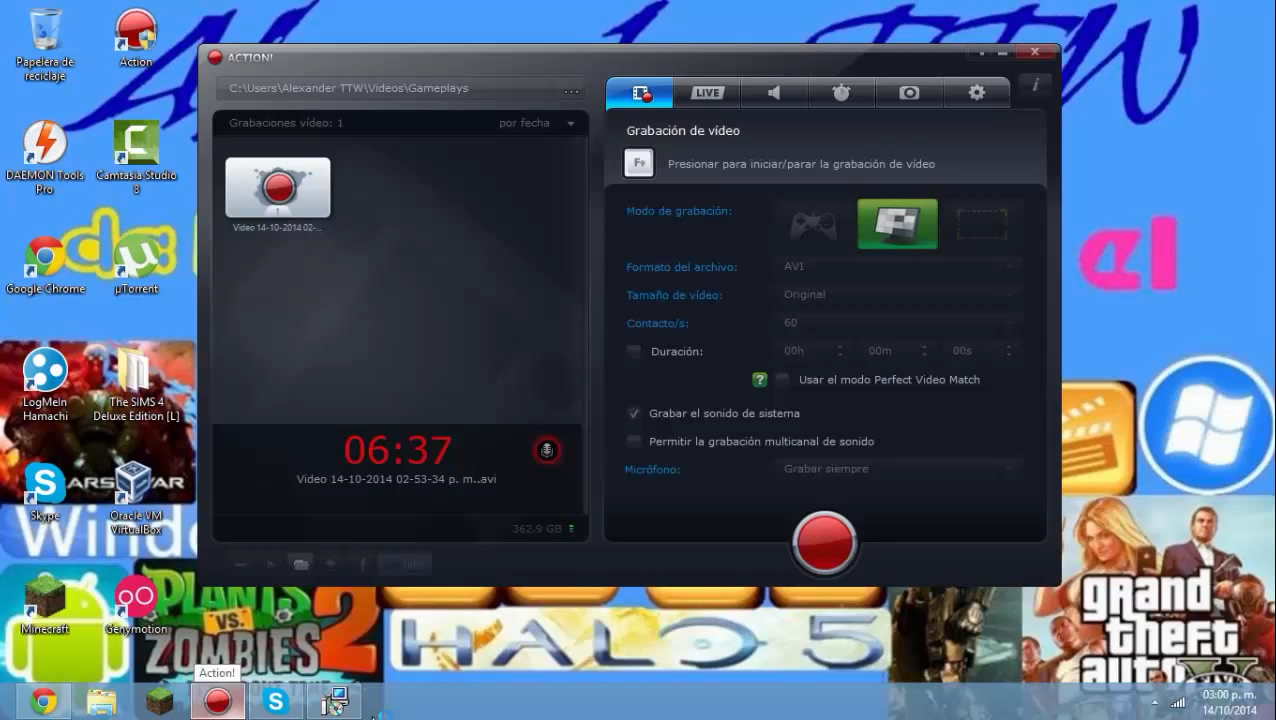 Papelera de
reciclaje
Action
DAEMON Tools
Pro
Camtasia Studio
8
Google Chrome
µTorrent
LogMeIn
Hamachi
The SIMS 4
Deluxe Edition [L]
Skype
Oracle VM
VirtualBox
Minecraft
Genymotion
ACTION!
C:\Users\Alexander TTW\Videos\Gameplays
...
Grabaciones vídeo: 1
por fecha
1
Video 14-10-2014 02-...
06:37
Video 14-10-2014 02-53-34 p. m..avi
362.9 GB
LIVE
i
Grabación de vídeo
F9
Presionar para iniciar/parar la grabación de vídeo
Modo de grabación:
Formato del archivo:
AVI
Tamaño de vídeo:
Original
Contacto/s:
60
Duración:
00h
00m
00s
?
Usar el modo Perfect Video Match
Grabar el sonido de sistema
Permitir la grabación multicanal de sonido
Micrófono:
Grabar siempre
TTW
el
ARS WAR
Windo
PLANTS
VS.
ZOMBIES
2
HALO 5
grand
theft
auto
V
Action!
03:00 p. m.
14/10/2014